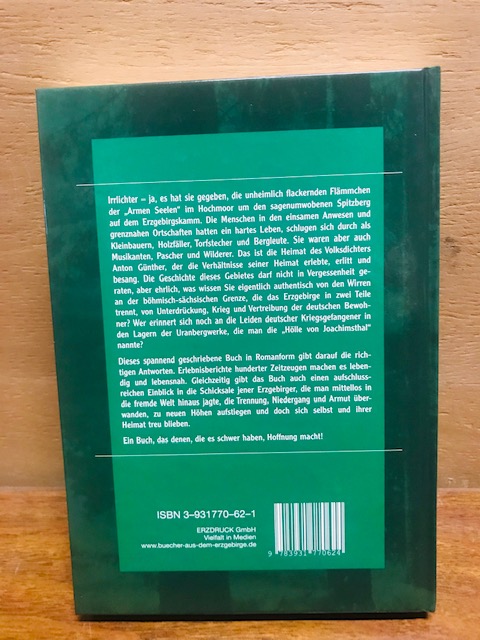 Irrlichter – ja, es hat sie gegeben, die unheimlich flackernden Flämmchen
der „Armen Seelen" im Hochmoor um den sagenumwobenen Spitzberg
auf dem Erzgebirgskamm. Die Menschen in den einsamen Anwesen und
grenznahen Ortschaften hatten ein hartes Leben, schlugen sich durch als
Kleinbauern, Holzfäller, Torfstecher und Bergleute. Sie waren aber auch
Musikanten, Pascher und Wilderer. Das ist die Heimat des Volksdichters
Anton Günther, der die Verhältnisse seiner Heimat erlebte, erlitt und
besang. Die Geschichte dieses Gebietes darf nicht in Vergessenheit ge-
raten, aber ehrlich, was wissen Sie eigentlich authentisch von den Wirren
an der böhmisch-sächsischen Grenze, die das Erzgebirge in zwei Teile
trennt, von Unterdrückung, Krieg und Vertreibung der deutschen Bewoh-
ner? Wer erinnert sich noch an die Leiden deutscher Kriegsgefangener in
den Lagern der Uranbergwerke, die man die „Hölle von Joachimsthal"
nannte?
Dieses spannend geschriebene Buch in Romanform gibt darauf die rich-
tigen Antworten. Erlebnisberichte hunderter Zeitzeugen machen es leben-
dig und lebensnah. Gleichzeitig gibt das Buch auch einen aufschluss-
reichen Einblick in die Schicksale jener Erzgebirger, die man mittellos in
die fremde Welt hinaus jagte, die Trennung, Niedergang und Armut über-
wanden, zu neuen Höhen aufstiegen und doch sich selbst und ihrer
Heimat treu blieben.
Ein Buch, das denen, die es schwer haben, Hoffnung macht!
ISBN 3-931770-62-1
ERZDRUCK GmbH
Vielfalt in Medien
www.buecher-aus-dem-erzgebirge.de
9 783931 770624